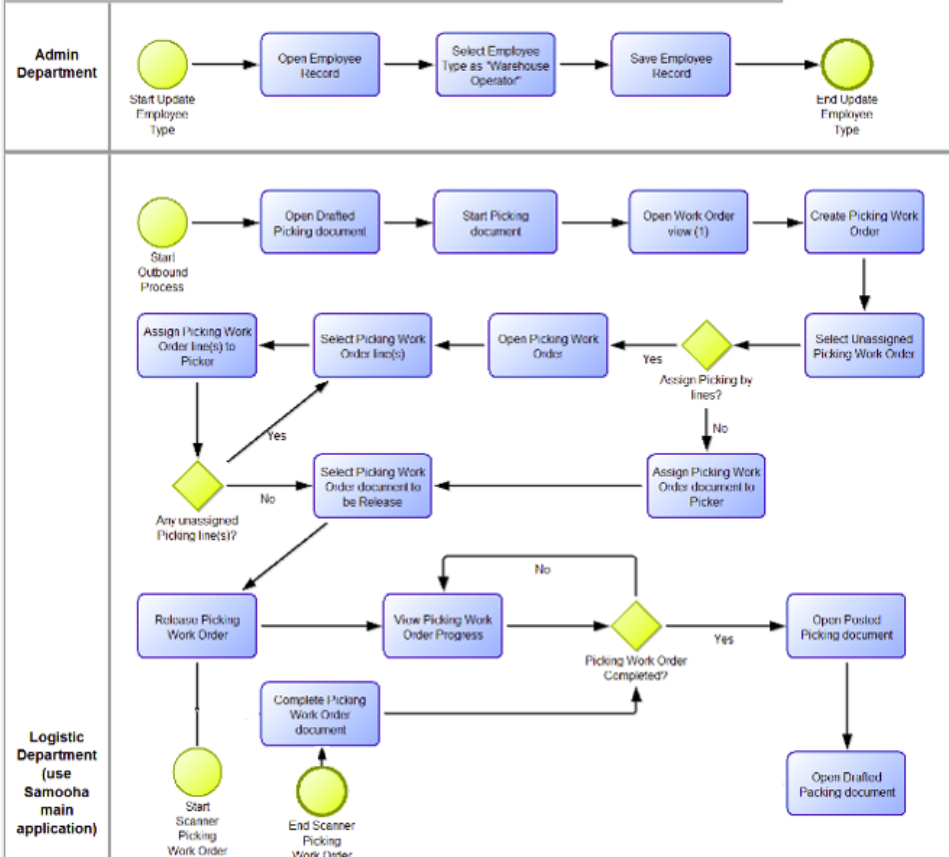 Admin
Department
Start Update
Employee
Type
Open Employee
Record
Select Employee
Type as "Warehouse
Operator"
Save Employee
Record
End Update
Employee
Type
Start
Outbound
Process
Open Drafted
Picking document
Start Picking
document
Open Work Order
view (1)
Create Picking Work
Order
Assign Picking Work
Order line(s) to
Picker
Select Picking Work
Order line(s)
Open Picking Work
Order
Yes
Assign Picking by
lines?
Select Unassigned
Picking Work Order
Yes
No
Any unassigned
Picking line(s)?
No
Select Picking Work
Order document to
be Release
Assign Picking Work
Order document to
Picker
No
Release Picking
Work Order
View Picking Work
Order Progress
Picking Work Order
Completed?
Yes
Open Posted
Picking document
Complete Picking
Work Order
document
Open Drafted
Packing document
Logistic
Department
(use
Samooha
main
application)
Start
Scanner
Picking
Work Order
End Scanner
Picking
Work Order